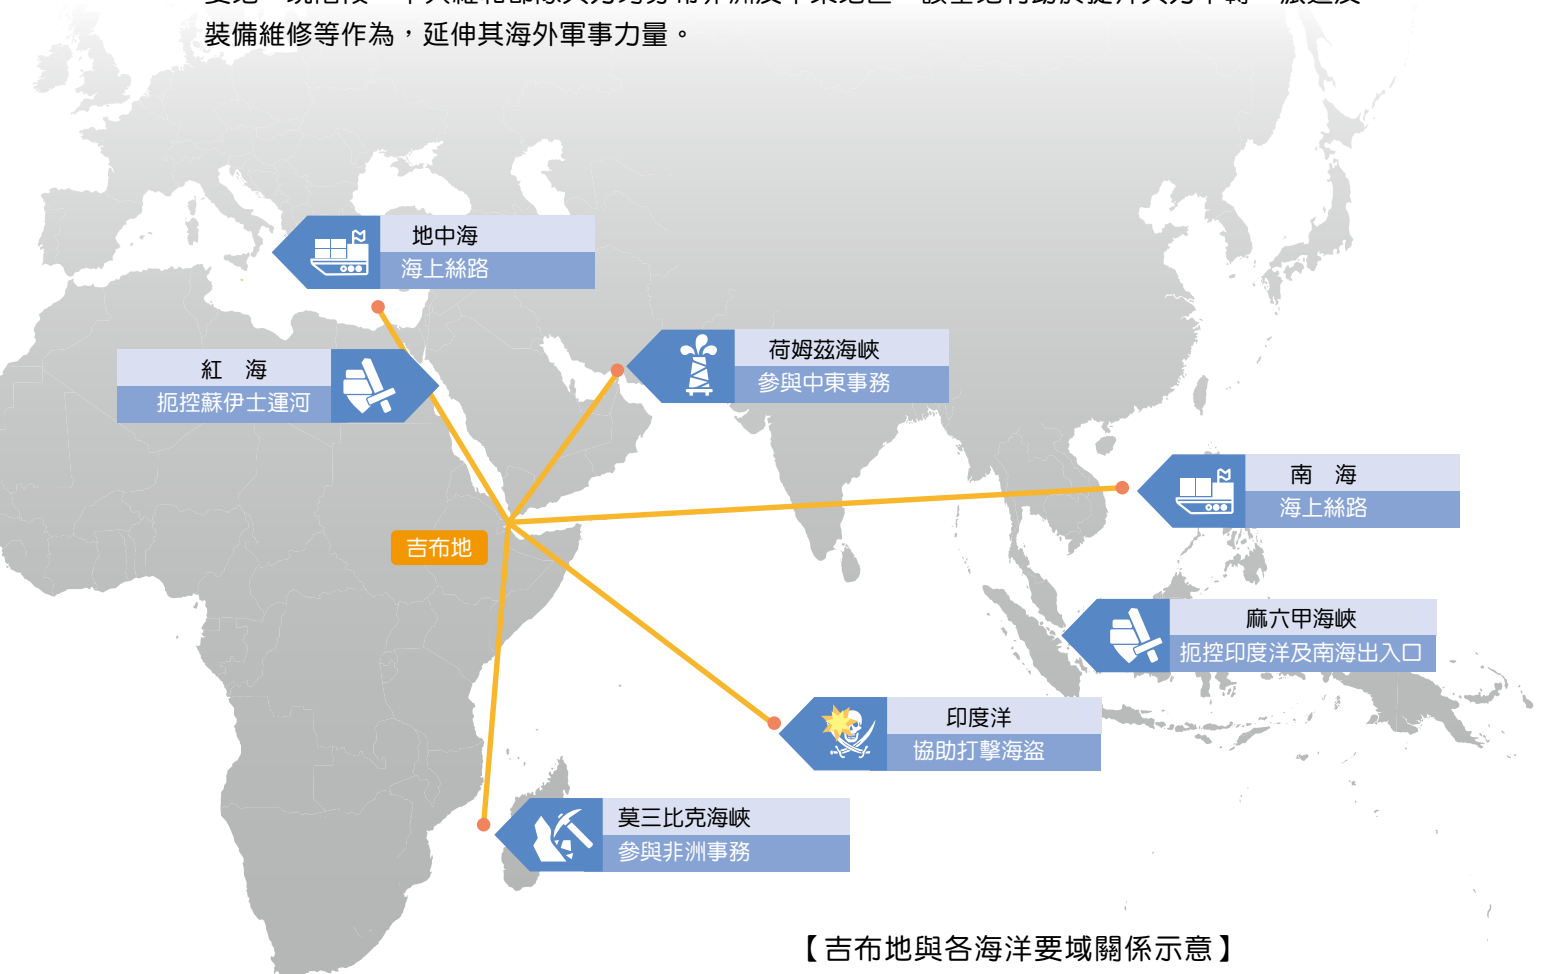 裝備維修等作為，延伸其海外軍事力量。
地中海
海上絲路
紅　海
扼控蘇伊士運河
荷姆茲海峽
參與中東事務
南　海
海上絲路
吉布地
麻六甲海峽
扼控印度洋及南海出入口
印度洋
協助打擊海盜
莫三比克海峽
參與非洲事務
【吉布地與各海洋要域關係示意】